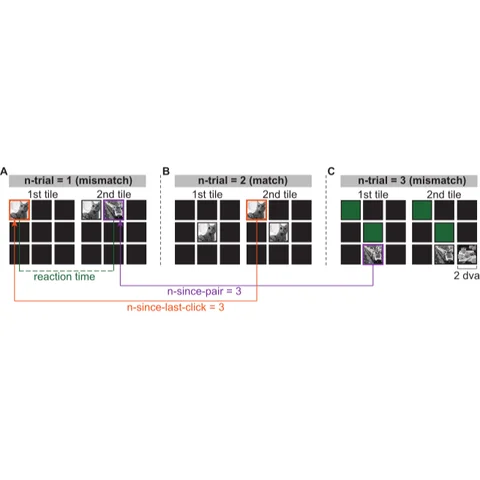 A
n-trial = 1 (mismatch)
1st tile
2nd tile
B
n-trial = 2 (match)
1st tile
2nd tile
C
n-trial = 3 (mismatch)
1st tile
2nd tile
reaction time
2 dva
n-since-pair = 3
n-since-last-click = 3